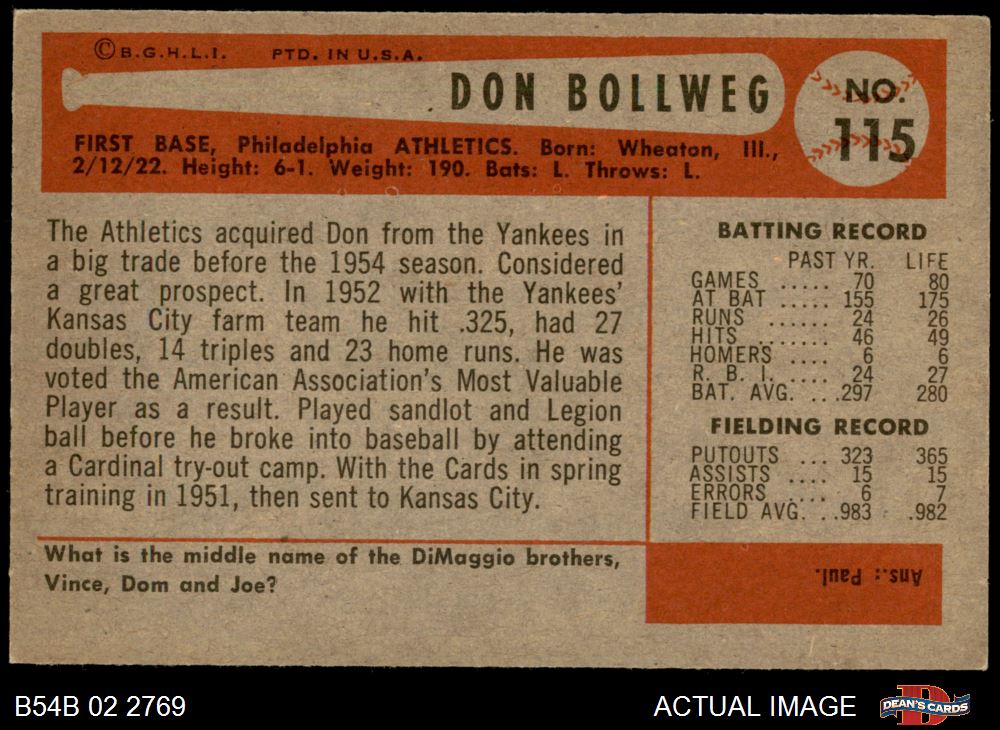 © B.G.H.L.I. PTD. IN U.S.A.
DON BOLLWEG
NO.
115
FIRST BASE, Philadelphia ATHLETICS. Born: Wheaton, Ill.,
2/12/22. Height: 6-1. Weight: 190. Bats: L. Throws: L.
The Athletics acquired Don from the Yankees in
a big trade before the 1954 season. Considered
a great prospect. In 1952 with the Yankees'
Kansas City farm team he hit .325, had 27
doubles, 14 triples and 23 home runs. He was
voted the American Association's Most Valuable
Player as a result. Played sandlot and Legion
ball before he broke into baseball by attending
a Cardinal try-out camp. With the Cards in spring
training in 1951, then sent to Kansas City.
BATTING RECORD
PAST YR. LIFE
GAMES ..... 70 80
AT BAT ..... 155 175
RUNS ...... 24 26
HITS ....... 46 49
HOMERS .... 6 6
R. B. I. .... 24 27
BAT. AVG. ...297 280
FIELDING RECORD
PUTOUTS ... 323 365
ASSISTS .... 15 15
ERRORS .... 6 7
FIELD AVG. ..983 .982
What is the middle name of the DiMaggio brothers,
Vince, Dom and Joe?
Ans.: Paul.
B54B 02 2769
ACTUAL IMAGE
D
DEAN'S CARDS